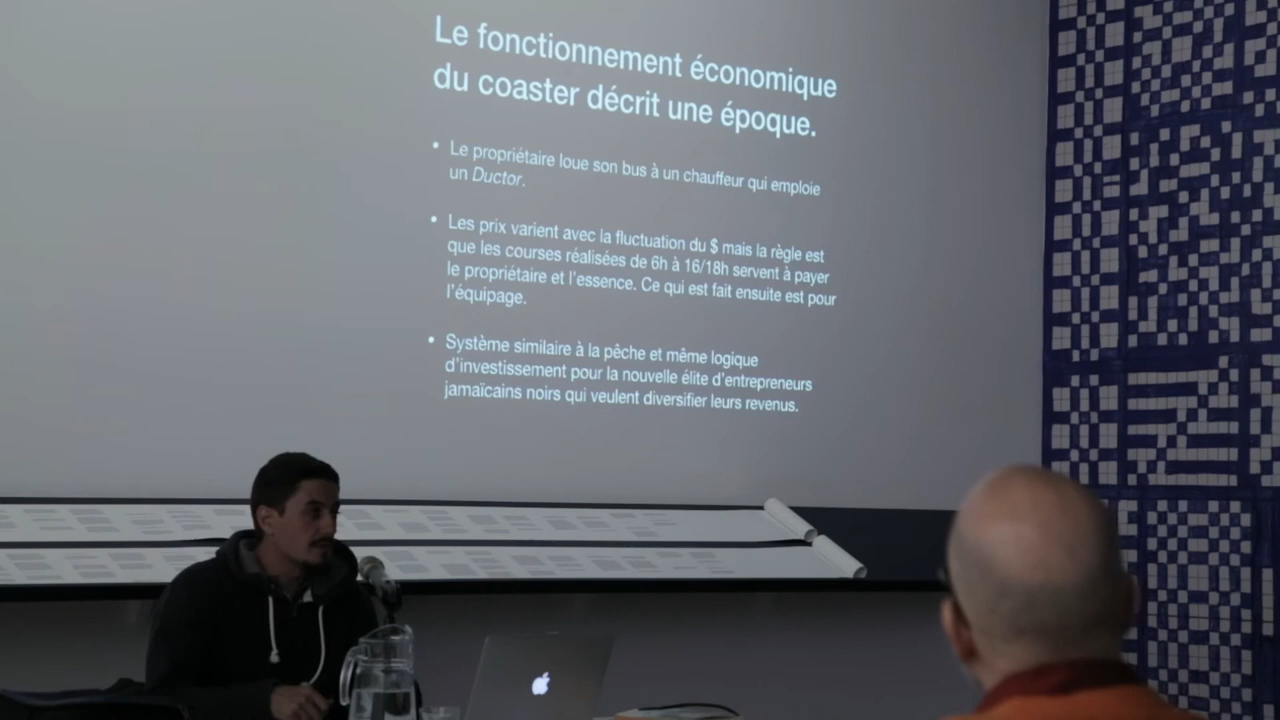 Le fonctionnement économique
du coaster décrit une époque.
• Le propriétaire loue son bus à un chauffeur qui emploie
un Ductor.
• Les prix varient avec la fluctuation du $ mais la règle est
que les courses réalisées de 6h à 16/18h servent à payer
le propriétaire et l'essence. Ce qui est fait ensuite est pour
l'équipage.
• Système similaire à la pêche et même logique
d'investissement pour la nouvelle élite d'entrepreneurs
jamaïcains noirs qui veulent diversifier leurs revenus.